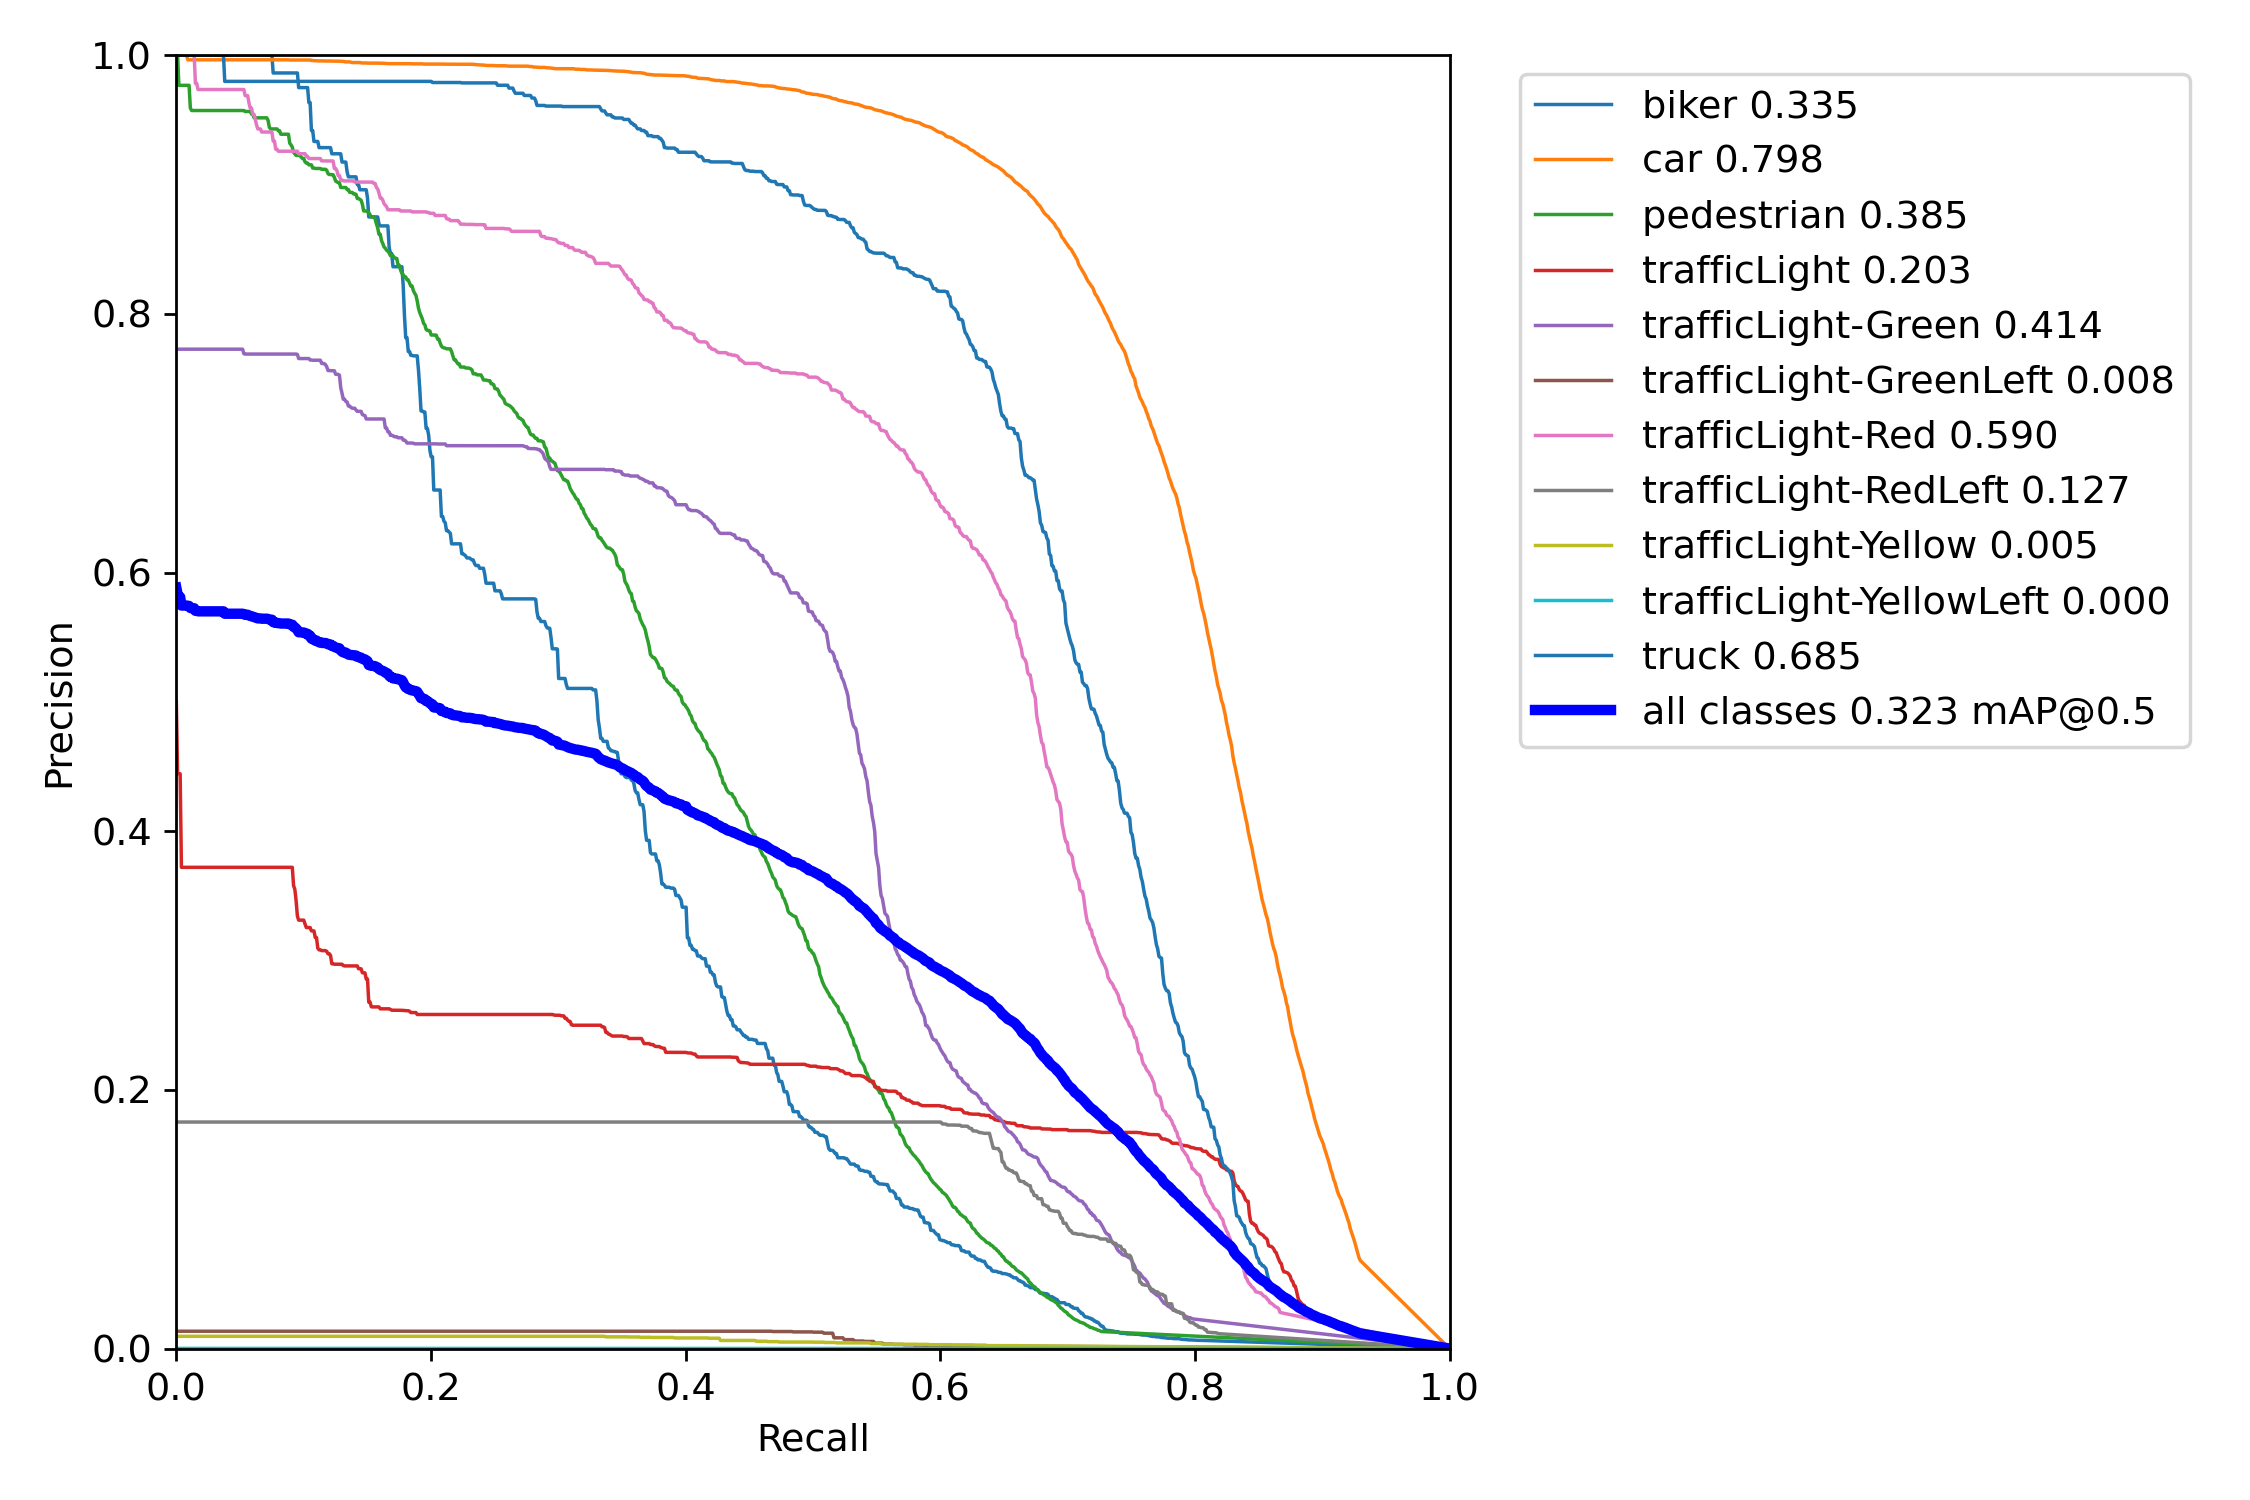 1.0
0.8
0.6
0.4
0.2
0.0
Precision
0.0 0.2 0.4 0.6 0.8 1.0
Recall
biker 0.335
car 0.798
pedestrian 0.385
trafficLight 0.203
trafficLight-Green 0.414
trafficLight-GreenLeft 0.008
trafficLight-Red 0.590
trafficLight-RedLeft 0.127
trafficLight-Yellow 0.005
trafficLight-YellowLeft 0.000
truck 0.685
all classes 0.323 mAP@0.5